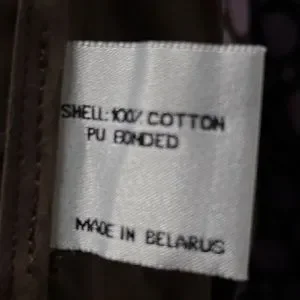 SHELL: 100% COTTON
PU BONDED
MADE IN BELARUS